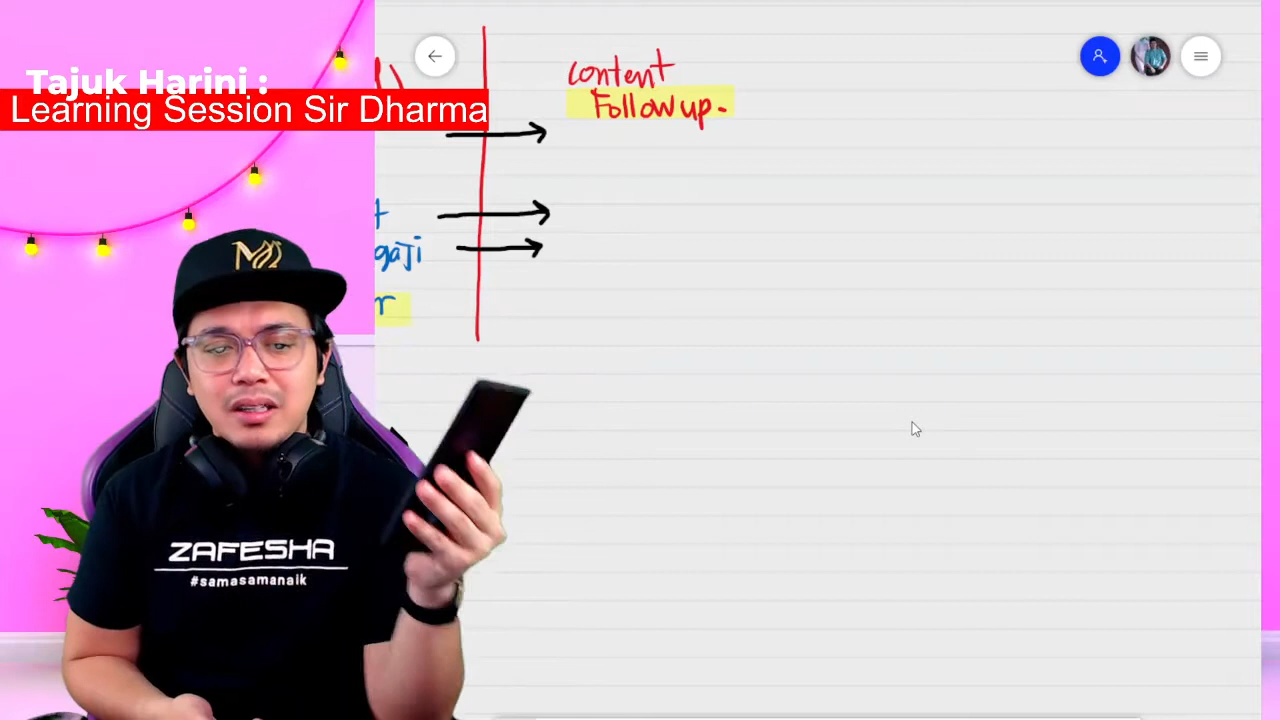 Tajuk Harini :
Learning Session Sir Dharma
content
Follow up.
gaji
r
ZAFESHA
#samasamanaik